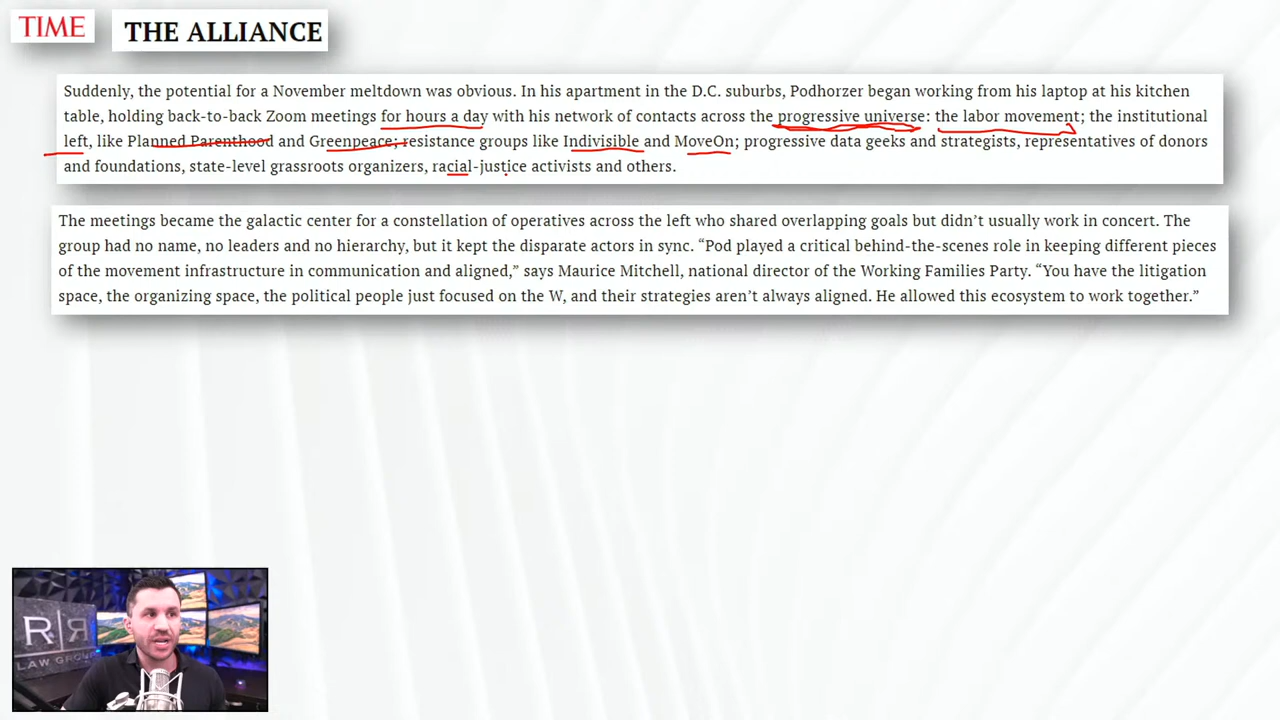 TIME
THE ALLIANCE
Suddenly, the potential for a November meltdown was obvious. In his apartment in the D.C. suburbs, Podhorzer began working from his laptop at his kitchen
table, holding back-to-back Zoom meetings for hours a day with his network of contacts across the progressive universe: the labor movement; the institutional
left, like Planned Parenthood and Greenpeace; resistance groups like Indivisible and MoveOn; progressive data geeks and strategists, representatives of donors
and foundations, state-level grassroots organizers, racial-justice activists and others.
The meetings became the galactic center for a constellation of operatives across the left who shared overlapping goals but didn’t usually work in concert. The
group had no name, no leaders and no hierarchy, but it kept the disparate actors in sync. “Pod played a critical behind-the-scenes role in keeping different pieces
of the movement infrastructure in communication and aligned,” says Maurice Mitchell, national director of the Working Families Party. “You have the litigation
space, the organizing space, the political people just focused on the W, and their strategies aren’t always aligned. He allowed this ecosystem to work together.”
R|R
LAW GROUP